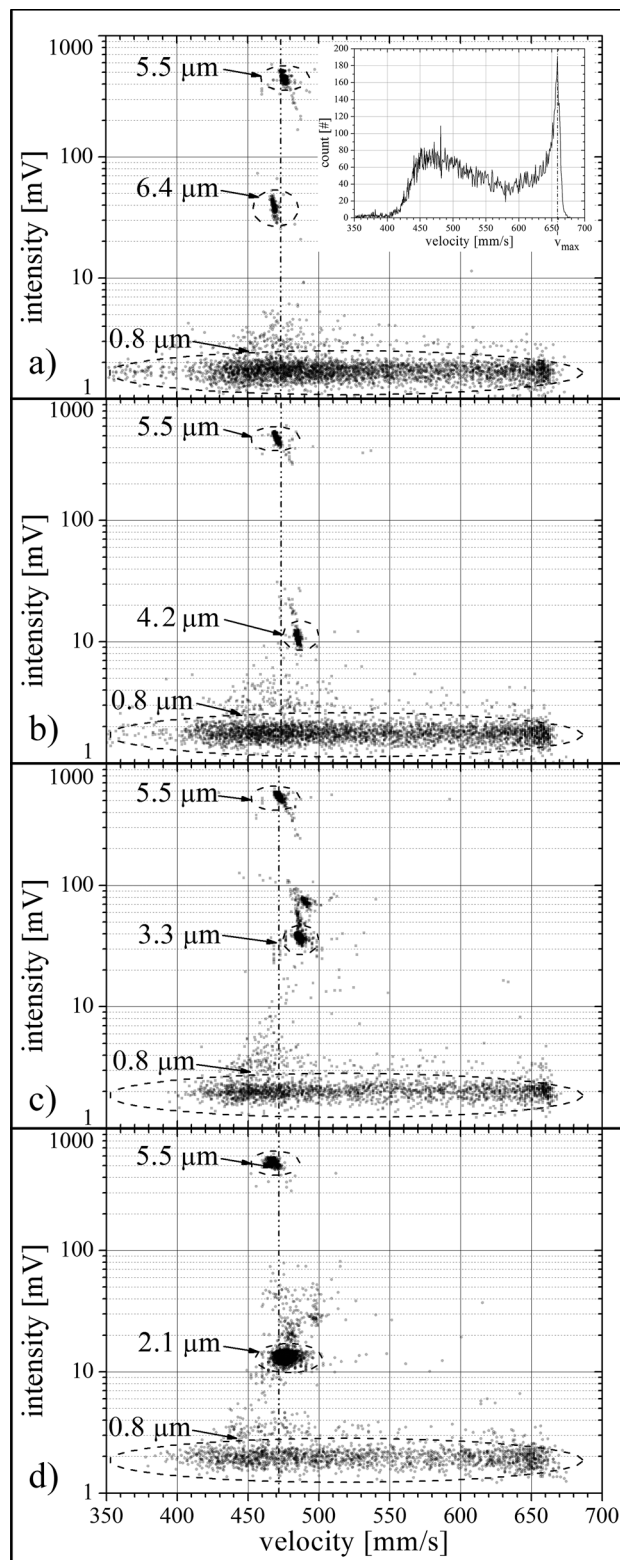 1000
100
10
1
intensity [mV]
5.5 µm
6.4 µm
0.8 µm
a)
200
180
160
140
120
100
80
60
40
20
0
count [#]
350 400 450 500 550 600 650 700
velocity [mm/s] vmax
1000
100
10
1
intensity [mV]
5.5 µm
4.2 µm
0.8 µm
b)
1000
100
10
1
intensity [mV]
5.5 µm
3.3 µm
0.8 µm
c)
1000
100
10
1
intensity [mV]
5.5 µm
2.1 µm
0.8 µm
d)
350 400 450 500 550 600 650 700
velocity [mm/s]